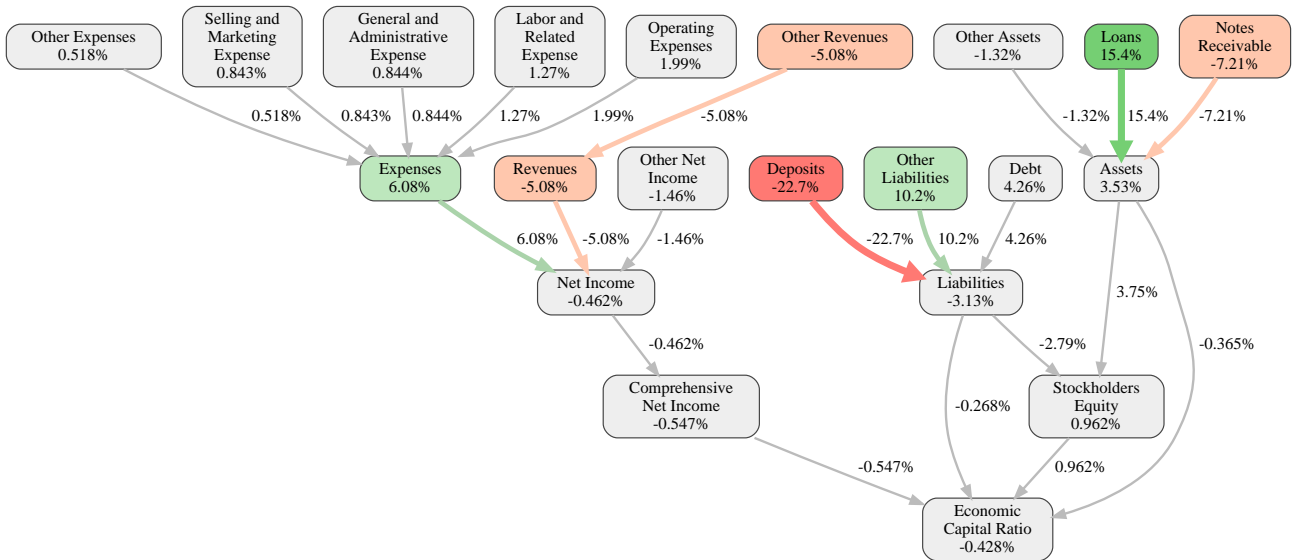 Other Expenses
0.518%
Selling and
Marketing
Expense
0.843%
General and
Administrative
Expense
0.844%
Labor and
Related
Expense
1.27%
Operating
Expenses
1.99%
Other Revenues
-5.08%
Other Assets
-1.32%
Loans
15.4%
Notes
Receivable
-7.21%
0.518%
0.843%
0.844%
1.27%
1.99%
-5.08%
-1.32%
15.4%
-7.21%
Expenses
6.08%
Revenues
-5.08%
Other Net
Income
-1.46%
Deposits
-22.7%
Other
Liabilities
10.2%
Debt
4.26%
Assets
3.53%
6.08%
-5.08%
-1.46%
-22.7%
10.2%
4.26%
Net Income
-0.462%
Liabilities
-3.13%
3.75%
-0.462%
-2.79%
-0.365%
Comprehensive
Net Income
-0.547%
-0.268%
Stockholders
Equity
0.962%
-0.547%
0.962%
Economic
Capital Ratio
-0.428%